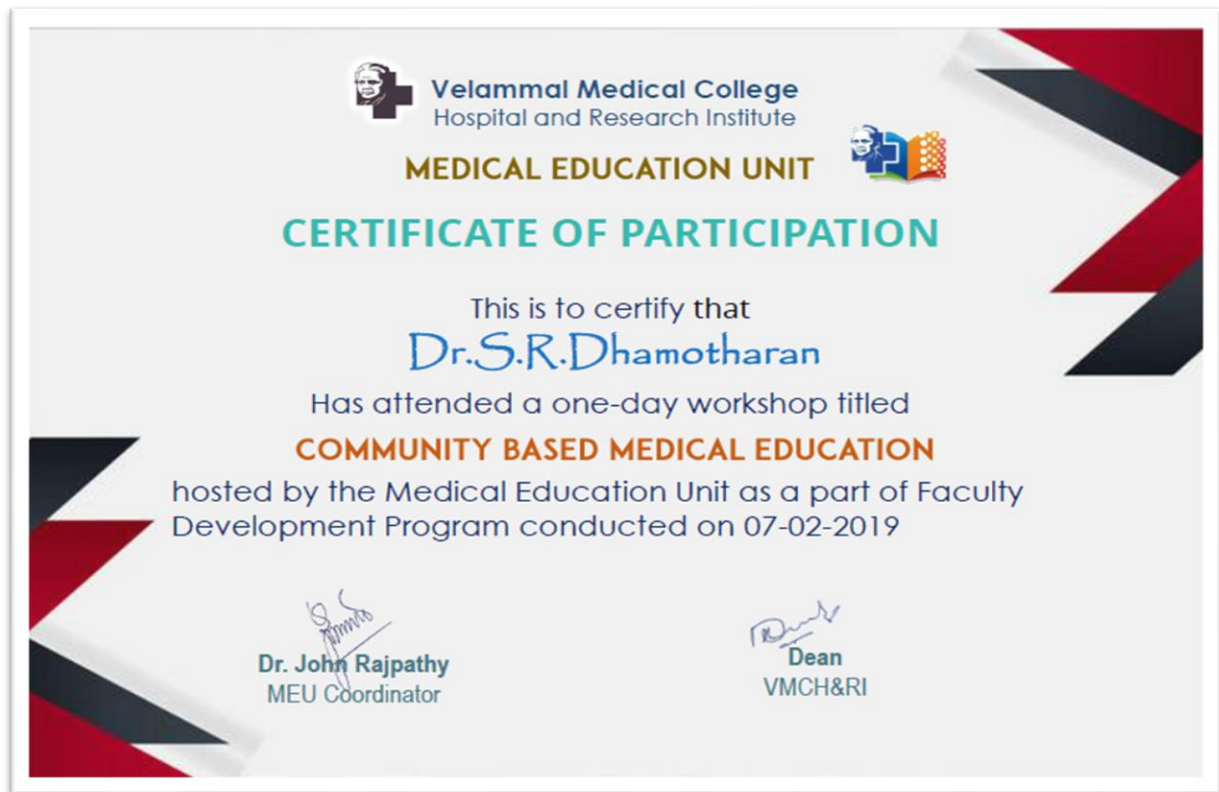 Velammal Medical College
Hospital and Research Institute
MEDICAL EDUCATION UNIT
CERTIFICATE OF PARTICIPATION
This is to certify that
Dr.S.R.Dhamotharan
Has attended a one-day workshop titled
COMMUNITY BASED MEDICAL EDUCATION
hosted by the Medical Education Unit as a part of Faculty
Development Program conducted on 07-02-2019
Dr. John Rajpathy
MEU Coordinator
Dean
VMCH&RI